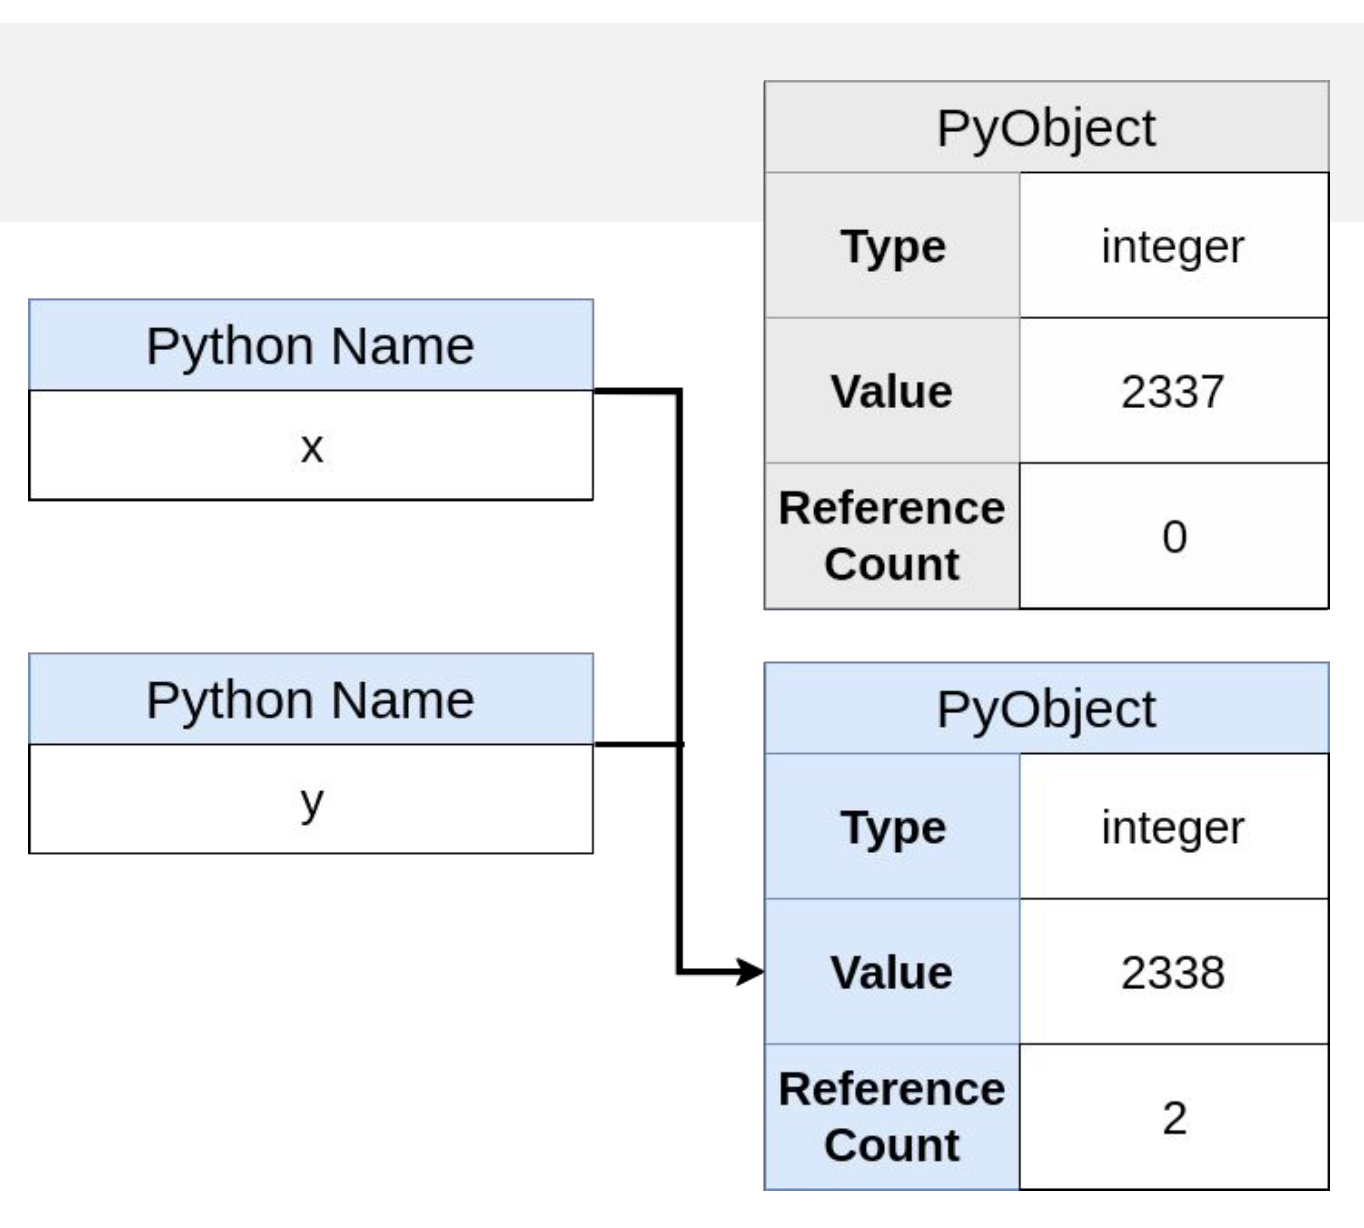 PyObject
Type
integer
Value
2337
Reference
Count
0
Python Name
x
Python Name
y
PyObject
Type
integer
Value
2338
Reference
Count
2